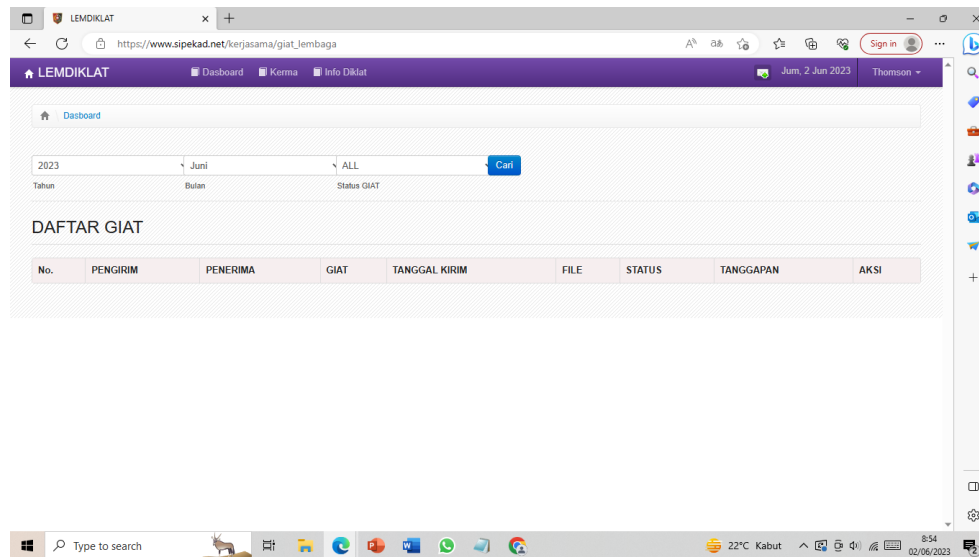 LEMDIKLAT
https://www.sipekad.net/kerjasama/giat_lembaga
Sign in
LEMDIKLAT Dasboard Kerma Info Diklat Jum, 2 Jun 2023 Thomson
Dasboard
2023 Juni ALL Cari
Tahun Bulan Status GIAT
DAFTAR GIAT
No. PENGIRIM PENERIMA GIAT TANGGAL KIRIM FILE STATUS TANGGAPAN AKSI
Type to search 22°C Kabut 8:54
02/06/2023